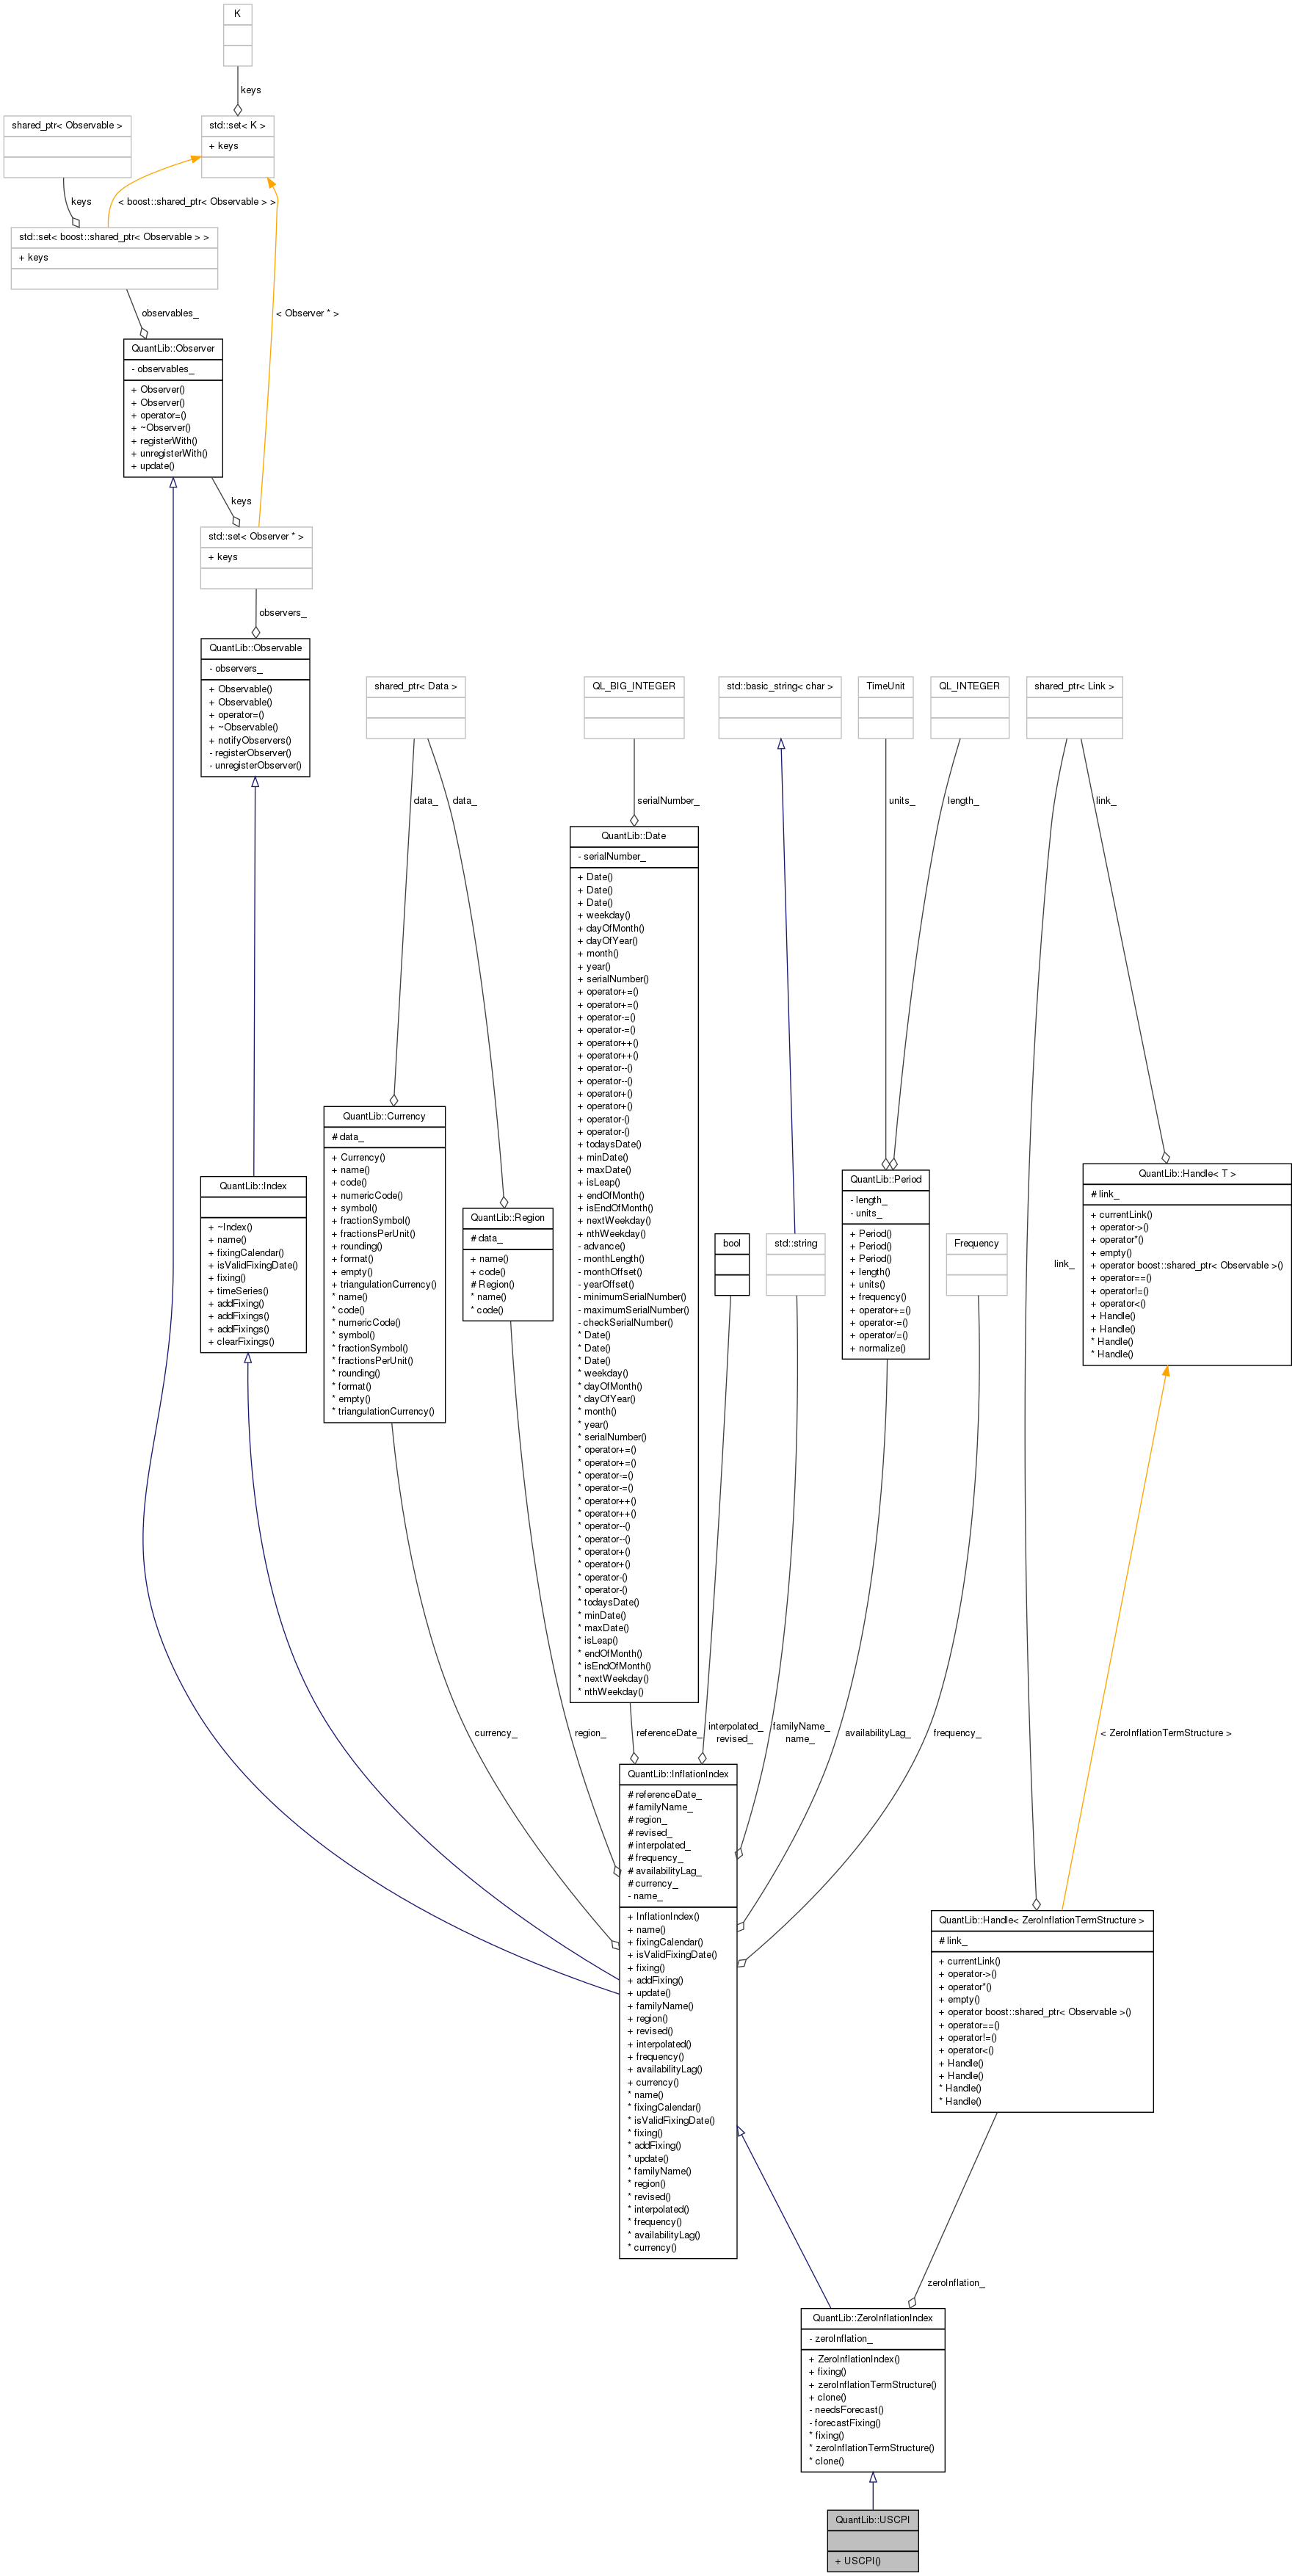 K
keys
shared_ptr< Observable >
std::set< K >
+ keys
keys
< boost::shared_ptr< Observable > >
std::set< boost::shared_ptr< Observable > >
+ keys
observables_
< Observer * >
QuantLib::Observer
- observables_
+ Observer()
+ Observer()
+ operator=()
+ ~Observer()
+ registerWith()
+ unregisterWith()
+ update()
keys
std::set< Observer * >
+ keys
observers_
QuantLib::Observable
- observers_
+ Observable()
+ Observable()
+ operator=()
+ ~Observable()
+ notifyObservers()
- registerObserver()
- unregisterObserver()
shared_ptr< Data >
QL_BIG_INTEGER
std::basic_string< char >
TimeUnit
QL_INTEGER
shared_ptr< Link >
data_
data_
serialNumber_
units_
length_
link_
QuantLib::Date
- serialNumber_
+ Date()
+ Date()
+ Date()
+ weekday()
+ dayOfMonth()
+ dayOfYear()
+ month()
+ year()
+ serialNumber()
+ operator+=()
+ operator+=()
+ operator-=()
+ operator-=()
+ operator++()
+ operator++()
+ operator--()
+ operator--()
+ operator+()
+ operator+()
+ operator-()
+ operator-()
+ todaysDate()
+ minDate()
+ maxDate()
+ isLeap()
+ endOfMonth()
+ isEndOfMonth()
+ nextWeekday()
+ nthWeekday()
- advance()
- monthLength()
- monthOffset()
- yearOffset()
- minimumSerialNumber()
- maximumSerialNumber()
- checkSerialNumber()
* Date()
* Date()
* Date()
* weekday()
* dayOfMonth()
* dayOfYear()
* month()
* year()
* serialNumber()
* operator+=()
* operator+=()
* operator-=()
* operator-=()
* operator++()
* operator++()
* operator--()
* operator--()
* operator+()
* operator+()
* operator-()
* operator-()
* todaysDate()
* minDate()
* maxDate()
* isLeap()
* endOfMonth()
* isEndOfMonth()
* nextWeekday()
* nthWeekday()
QuantLib::Currency
# data_
+ Currency()
+ name()
+ code()
+ numericCode()
+ symbol()
+ fractionSymbol()
+ fractionsPerUnit()
+ rounding()
+ format()
+ empty()
+ triangulationCurrency()
* name()
* code()
* numericCode()
* symbol()
* fractionSymbol()
* fractionsPerUnit()
* rounding()
* format()
* empty()
* triangulationCurrency()
QuantLib::Index
+ ~Index()
+ name()
+ fixingCalendar()
+ isValidFixingDate()
+ fixing()
+ timeSeries()
+ addFixing()
+ addFixings()
+ addFixings()
+ clearFixings()
QuantLib::Region
# data_
+ name()
+ code()
# Region()
* name()
* code()
bool
std::string
QuantLib::Period
- length_
- units_
+ Period()
+ Period()
+ Period()
+ length()
+ units()
+ frequency()
+ operator+=()
+ operator-=()
+ operator/=()
+ normalize()
Frequency
link_
QuantLib::Handle< T >
# link_
+ currentLink()
+ operator->()
+ operator*()
+ empty()
+ operator boost::shared_ptr< Observable >()
+ operator==()
+ operator!=()
+ operator<()
+ Handle()
+ Handle()
* Handle()
* Handle()
currency_
region_
referenceDate_
interpolated_
revised_
familyName_
name_
availabilityLag_
frequency_
< ZeroInflationTermStructure >
QuantLib::InflationIndex
# referenceDate_
# familyName_
# region_
# revised_
# interpolated_
# frequency_
# availabilityLag_
# currency_
- name_
+ InflationIndex()
+ name()
+ fixingCalendar()
+ isValidFixingDate()
+ fixing()
+ addFixing()
+ update()
+ familyName()
+ region()
+ revised()
+ interpolated()
+ frequency()
+ availabilityLag()
+ currency()
* name()
* fixingCalendar()
* isValidFixingDate()
* fixing()
* addFixing()
* update()
* familyName()
* region()
* revised()
* interpolated()
* frequency()
* availabilityLag()
* currency()
QuantLib::Handle< ZeroInflationTermStructure >
# link_
+ currentLink()
+ operator->()
+ operator*()
+ empty()
+ operator boost::shared_ptr< Observable >()
+ operator==()
+ operator!=()
+ operator<()
+ Handle()
+ Handle()
* Handle()
* Handle()
zeroInflation_
QuantLib::ZeroInflationIndex
- zeroInflation_
+ ZeroInflationIndex()
+ fixing()
+ zeroInflationTermStructure()
+ clone()
- needsForecast()
- forecastFixing()
* fixing()
* zeroInflationTermStructure()
* clone()
QuantLib::USCPI
+ USCPI()